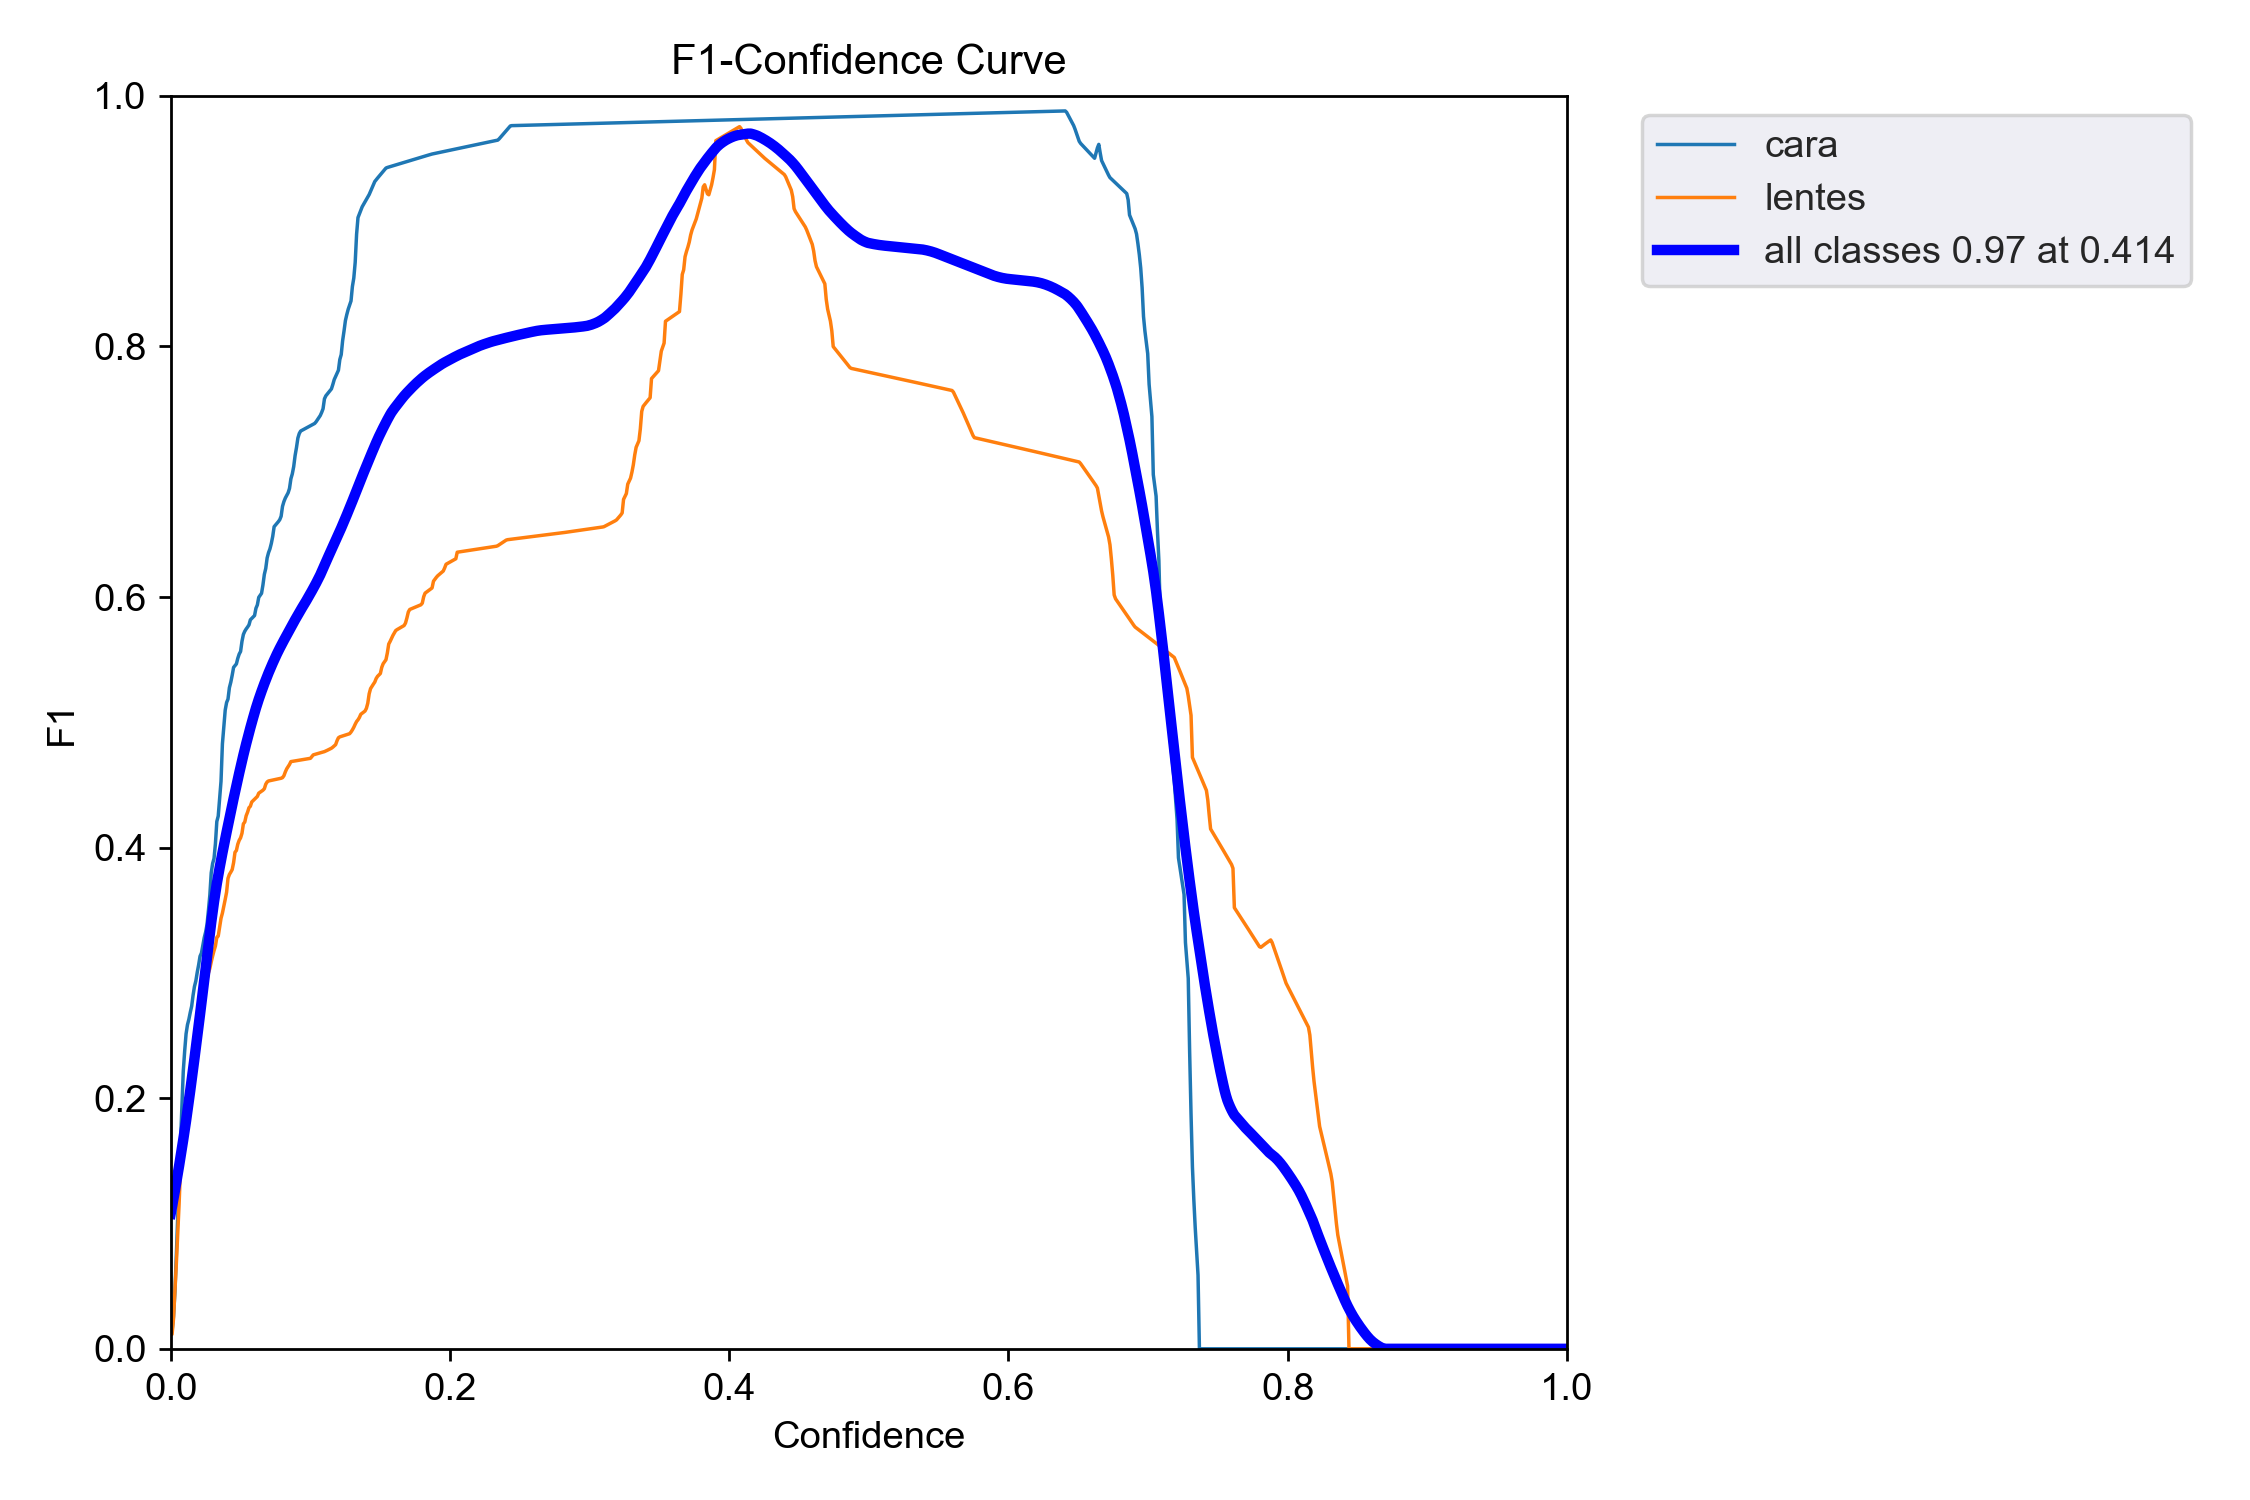 F1-Confidence Curve
1.0
0.8
0.6
0.4
0.2
0.0
F1
0.0 0.2 0.4 0.6 0.8 1.0
Confidence
cara
lentes
all classes 0.97 at 0.414